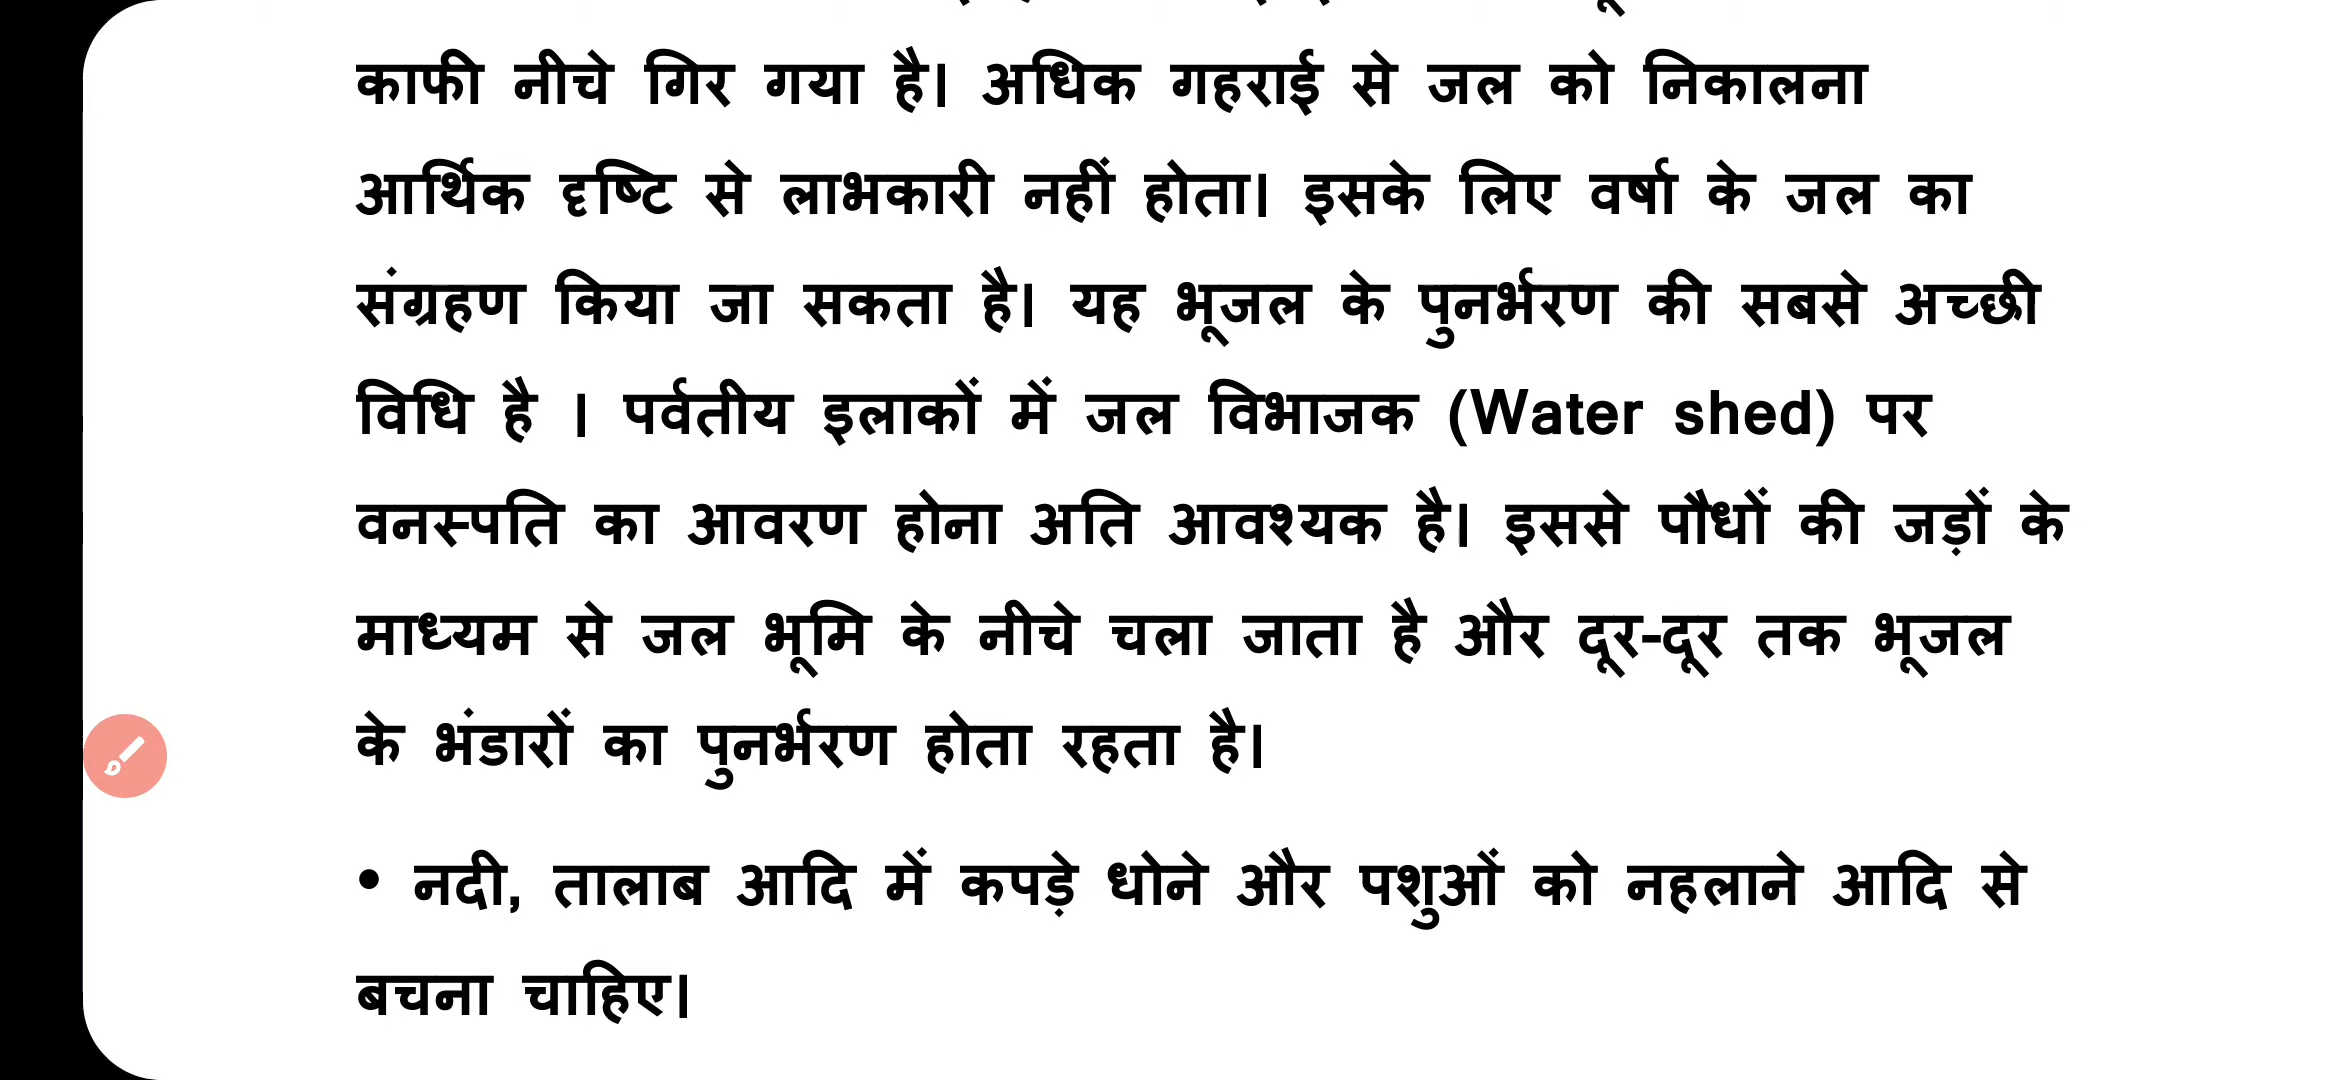 काफी नीचे गिर गया है। अधिक गहराई से जल को निकालना
आर्थिक दृष्टि से लाभकारी नहीं होता। इसके लिए वर्षा के जल का
संग्रहण किया जा सकता है। यह भूजल के पुनर्भरण की सबसे अच्छी
विधि है । पर्वतीय इलाकों में जल विभाजक (Water shed) पर
वनस्पति का आवरण होना अति आवश्यक है। इससे पौधों की जड़ों के
माध्यम से जल भूमि के नीचे चला जाता है और दूर-दूर तक भूजल
के भंडारों का पुनर्भरण होता रहता है।
• नदी, तालाब आदि में कपड़े धोने और पशुओं को नहलाने आदि से
बचना चाहिए।